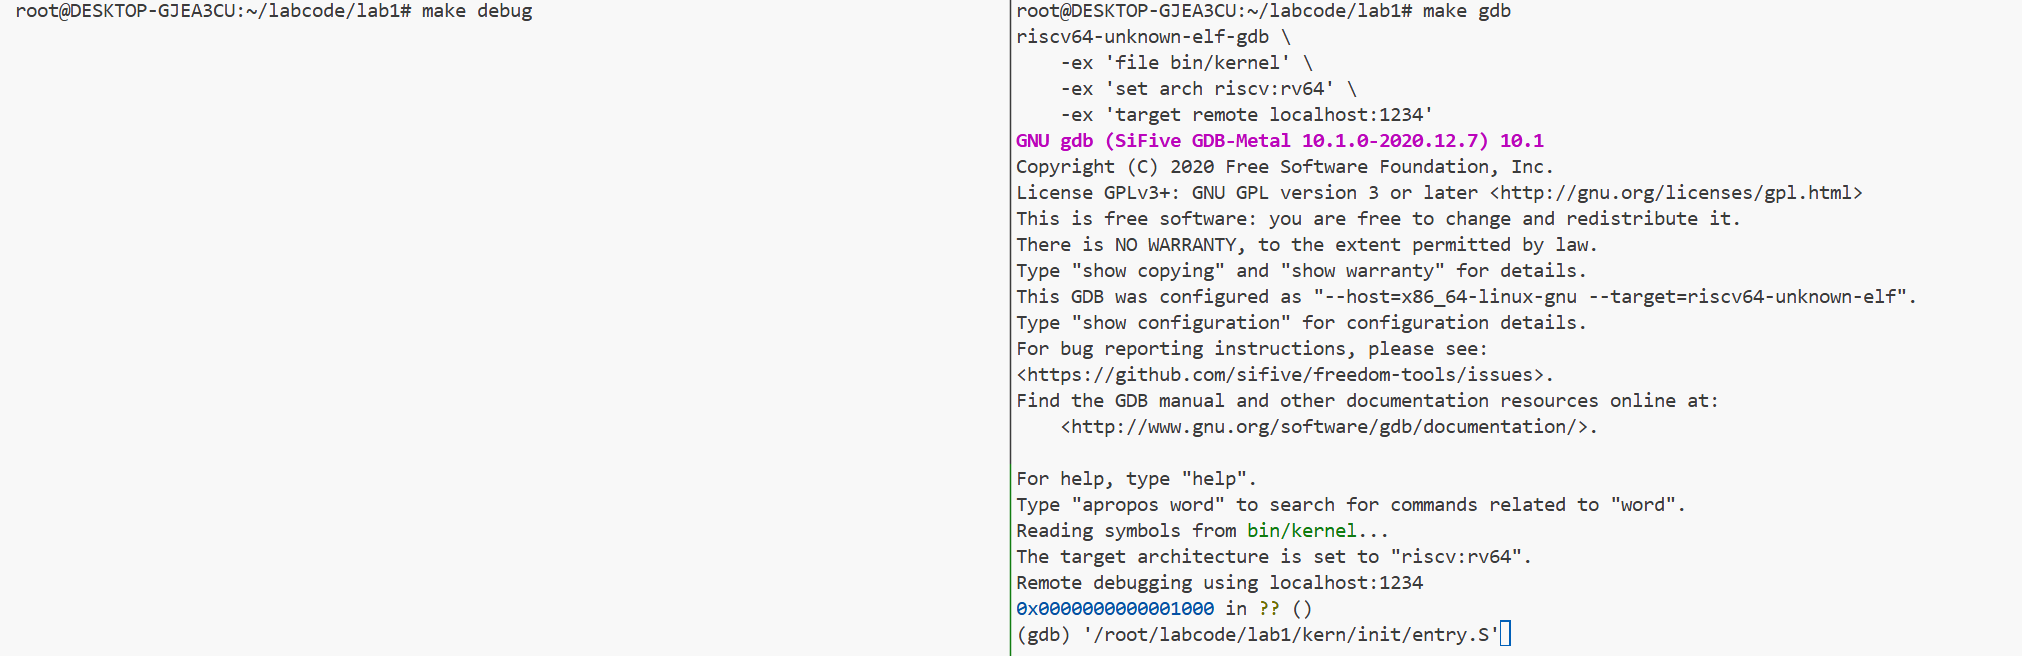 root@DESKTOP-GJEA3CU:~/labcode/lab1# make debug
root@DESKTOP-GJEA3CU:~/labcode/lab1# make gdb
riscv64-unknown-elf-gdb \
    -ex 'file bin/kernel' \
    -ex 'set arch riscv:rv64' \
    -ex 'target remote localhost:1234'
GNU gdb (SiFive GDB-Metal 10.1.0-2020.12.7) 10.1
Copyright (C) 2020 Free Software Foundation, Inc.
License GPLv3+: GNU GPL version 3 or later <http://gnu.org/licenses/gpl.html>
This is free software: you are free to change and redistribute it.
There is NO WARRANTY, to the extent permitted by law.
Type "show copying" and "show warranty" for details.
This GDB was configured as "--host=x86_64-linux-gnu --target=riscv64-unknown-elf".
Type "show configuration" for configuration details.
For bug reporting instructions, please see:
<https://github.com/sifive/freedom-tools/issues>.
Find the GDB manual and other documentation resources online at:
    <http://www.gnu.org/software/gdb/documentation/>.

For help, type "help".
Type "apropos word" to search for commands related to "word".
Reading symbols from bin/kernel...
The target architecture is set to "riscv:rv64".
Remote debugging using localhost:1234
0x0000000000001000 in ?? ()
(gdb) '/root/labcode/lab1/kern/init/entry.S'